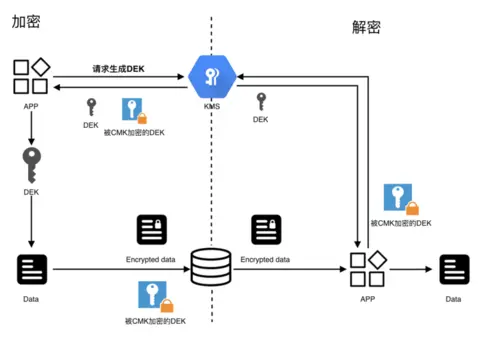 加密
解密
请求生成DEK
APP
KMS
DEK
被CMK加密的DEK
DEK
DEK
被CMK加密的DEK
Encrypted data
Encrypted data
Data
被CMK加密的DEK
APP
Data